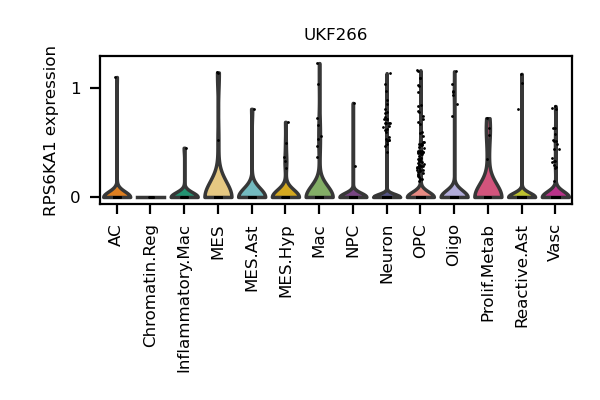 UKF266
RPS6KA1 expression
1
0
AC
Chromatin.Reg
Inflammatory.Mac
MES
MES.Ast
MES.Hyp
Mac
NPC
Neuron
OPC
Oligo
Prolif.Metab
Reactive.Ast
Vasc